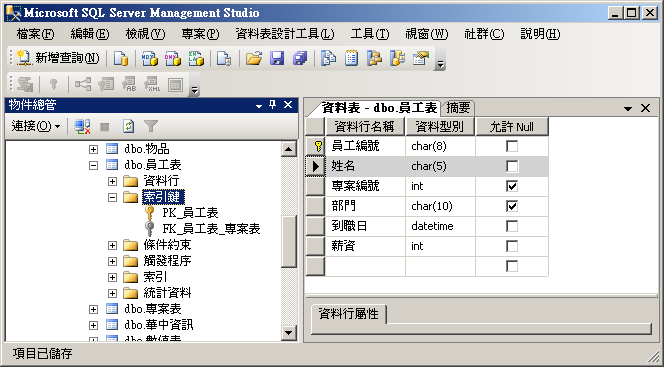 Microsoft SQL Server Management Studio
檔案(F) 編輯(E) 檢視(V) 專案(P) 資料表設計工具(L) 工具(T) 視窗(W) 社群(C) 說明(H)
新增查詢(N)
物件總管
連接(O)
dbo.物品
dbo.員工表
資料行
索引鍵
PK_員工表
FK_員工表_專案表
條件約束
觸發程序
索引
統計資料
dbo.專案表
dbo.華中資訊
dbo.數值表
資料表 - dbo.員工表 摘要
資料行名稱 資料型別 允許 Null
員工編號 char(8)
姓名 char(5)
專案編號 int
部門 char(10)
到職日 datetime
薪資 int
資料行屬性
項目已儲存